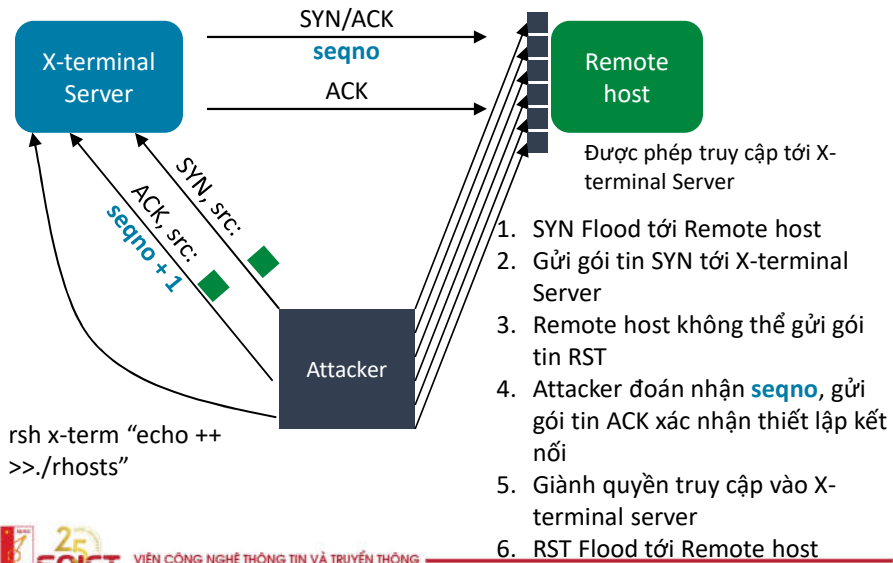 SYN/ACK
seqno
ACK
X-terminal
Server
Remote
host
Được phép truy cập tới X-
terminal Server
SYN, src:
ACK, src:
seqno + 1
Attacker
rsh x-term “echo ++
>>./rhosts”
1. SYN Flood tới Remote host
2. Gửi gói tin SYN tới X-terminal
Server
3. Remote host không thể gửi gói
tin RST
4. Attacker đoán nhận seqno, gửi
gói tin ACK xác nhận thiết lập kết
nối
5. Giành quyền truy cập vào X-
terminal server
6. RST Flood tới Remote host
25
VIỆN CÔNG NGHỆ THÔNG TIN VÀ TRUYỀN THÔNG